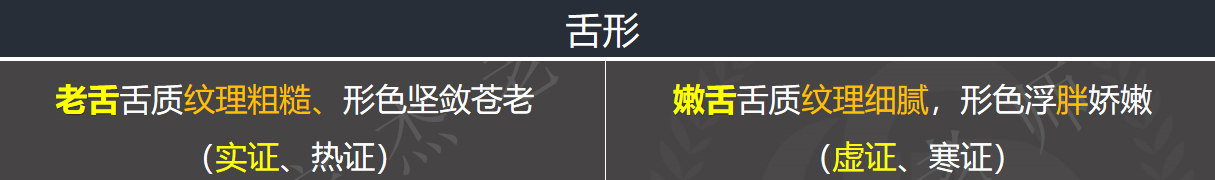 舌形
老舌舌质纹理粗糙、形色坚敛苍老
（实证、热证）
嫩舌舌质纹理细腻，形色浮胖娇嫩
（虚证、寒证）